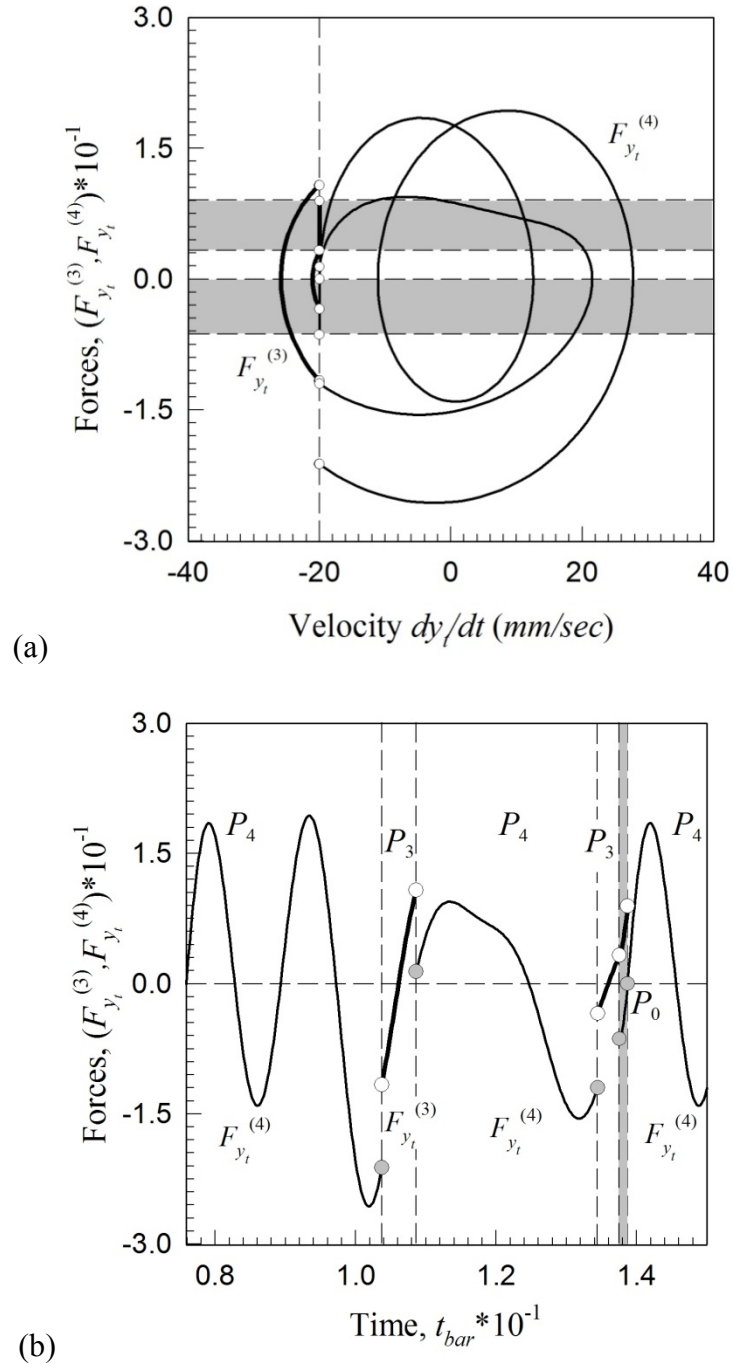 3.0
1.5
0.0
-1.5
-3.0
Forces, (F_{y_t}^{(3)}, F_{y_t}^{(4)})*10^{-1}
F_{y_t}^{(4)}
F_{y_t}^{(3)}
-40 -20 0 20 40
Velocity dy_t/dt (mm/sec)
(a)
3.0
1.5
0.0
-1.5
-3.0
Forces, (F_{y_t}^{(3)}, F_{y_t}^{(4)})*10^{-1}
P_4 P_3 P_4 P_3 P_4
P_0
F_{y_t}^{(4)} F_{y_t}^{(3)} F_{y_t}^{(4)} F_{y_t}^{(4)}
0.8 1.0 1.2 1.4
Time, t_{bar}*10^{-1}
(b)